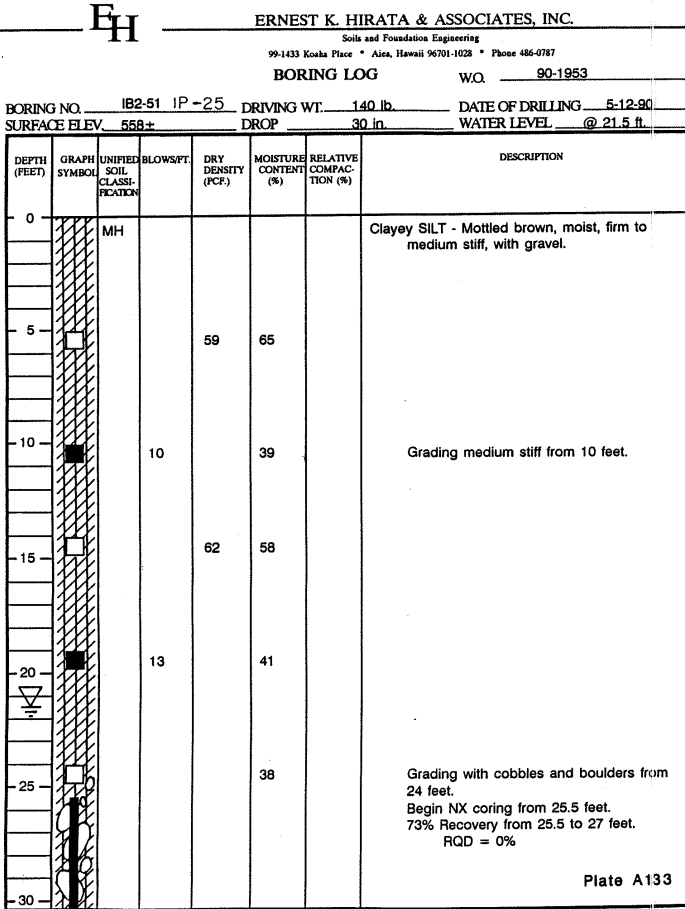 EH
ERNEST K. HIRATA & ASSOCIATES, INC.
Soils and Foundation Engineering
99-1433 Koaha Place * Aiea, Hawaii 96701-1028 * Phone 486-0787
BORING LOG W.O. 90-1953
BORING NO. IB2-51 IP-25 DRIVING WT. 140 lb. DATE OF DRILLING 5-12-90
SURFACE ELEV. 558± DROP 30 in. WATER LEVEL @ 21.5 ft.
DEPTH (FEET)
GRAPH SYMBOL
UNIFIED SOIL CLASSI-FICATION
BLOWS/FT.
DRY DENSITY (PCF.)
MOISTURE CONTENT (%)
RELATIVE COMPAC-TION (%)
DESCRIPTION
0 MH Clayey SILT - Mottled brown, moist, firm to
medium stiff, with gravel.
5 59 65
10 10 39 Grading medium stiff from 10 feet.
15 62 58
20 13 41
25 38 Grading with cobbles and boulders from
24 feet.
Begin NX coring from 25.5 feet.
73% Recovery from 25.5 to 27 feet.
RQD = 0%
Plate A133
30